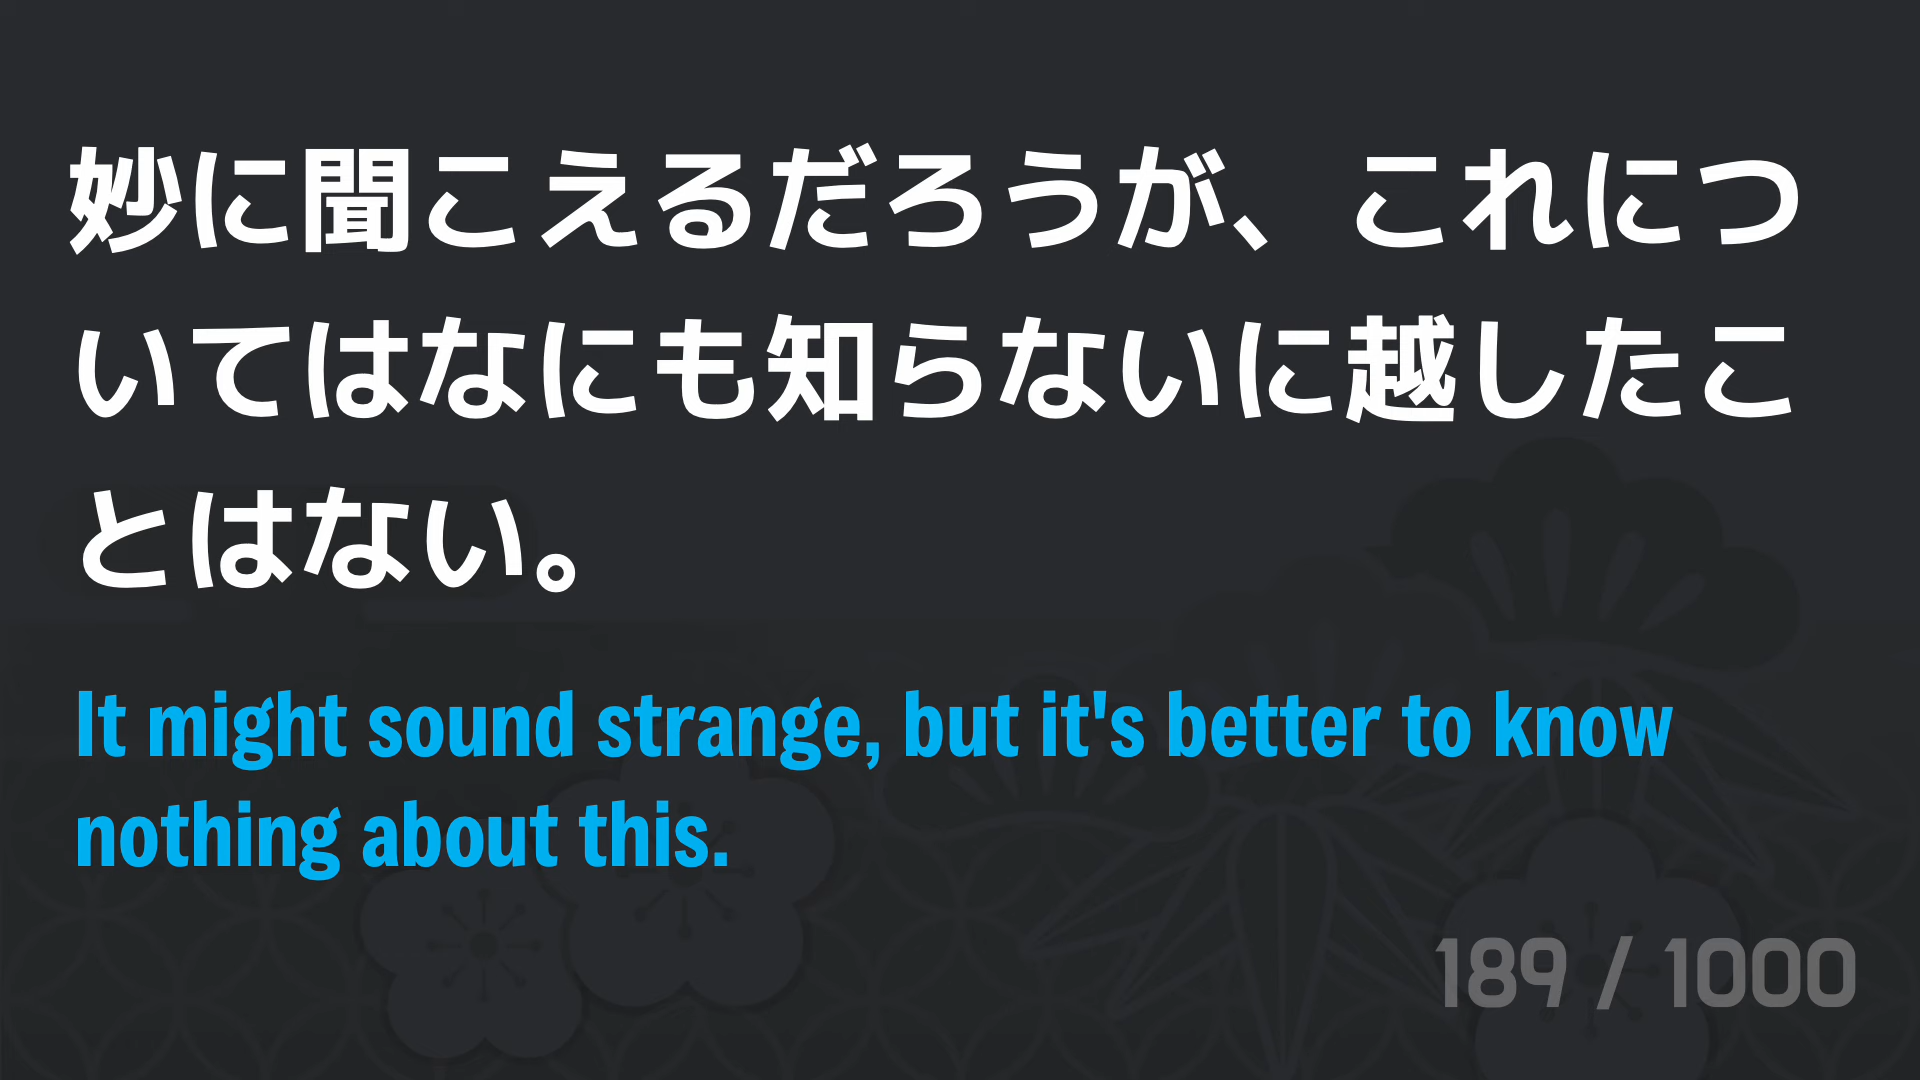 妙に聞こえるだろうが、これにつ
いてはなにも知らないに越したこ
とはない。
It might sound strange, but it's better to know
nothing about this.
189 / 1000